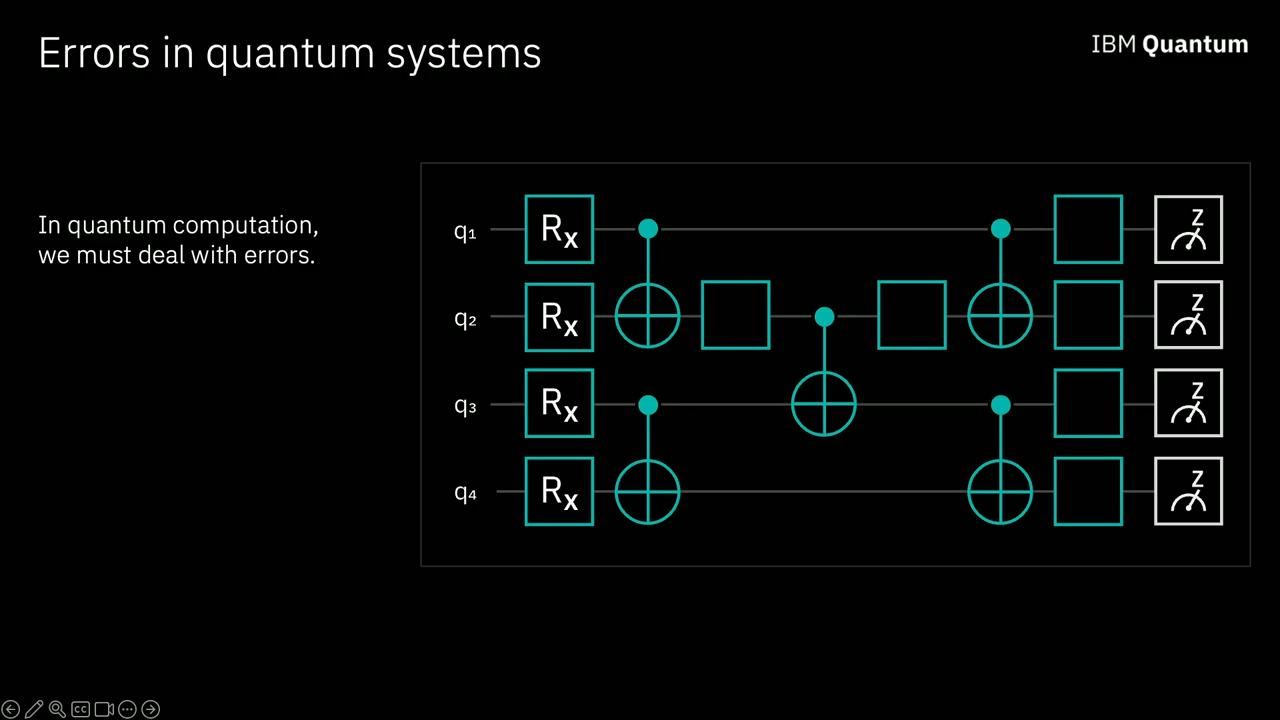 Errors in quantum systems
IBM Quantum
In quantum computation,
we must deal with errors.
q₁ Rx Z
q₂ Rx Z
q₃ Rx Z
q₄ Rx Z
CC